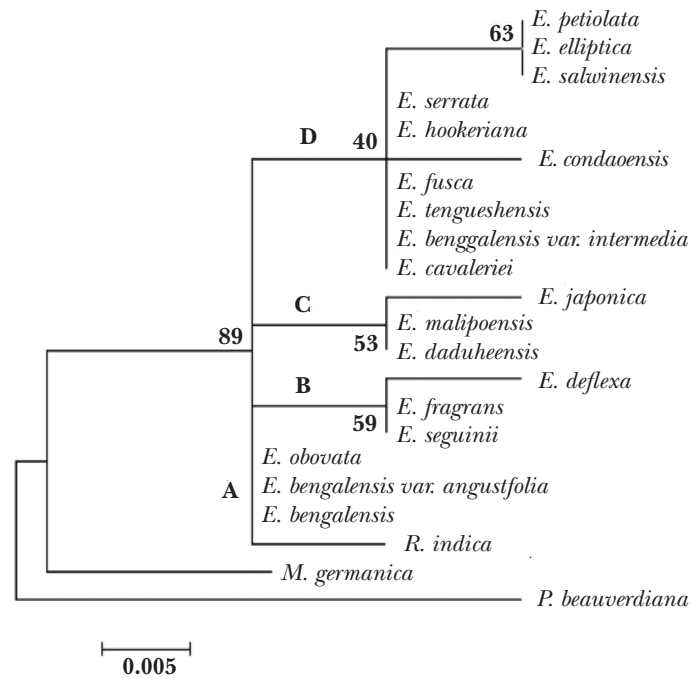 E. petiolata
63
E. elliptica
E. salwinensis
E. serrata
E. hookeriana
D
40
E. condaoensis
E. fusca
E. tengueshensis
E. benggalensis var. intermedia
E. cavaleriei
E. japonica
C
E. malipoensis
89
53
E. daduheensis
E. deflexa
B
E. fragrans
59
E. seguinii
E. obovata
A
E. bengalensis var. angustfolia
E. bengalensis
R. indica
M. germanica
P. beauverdiana
0.005